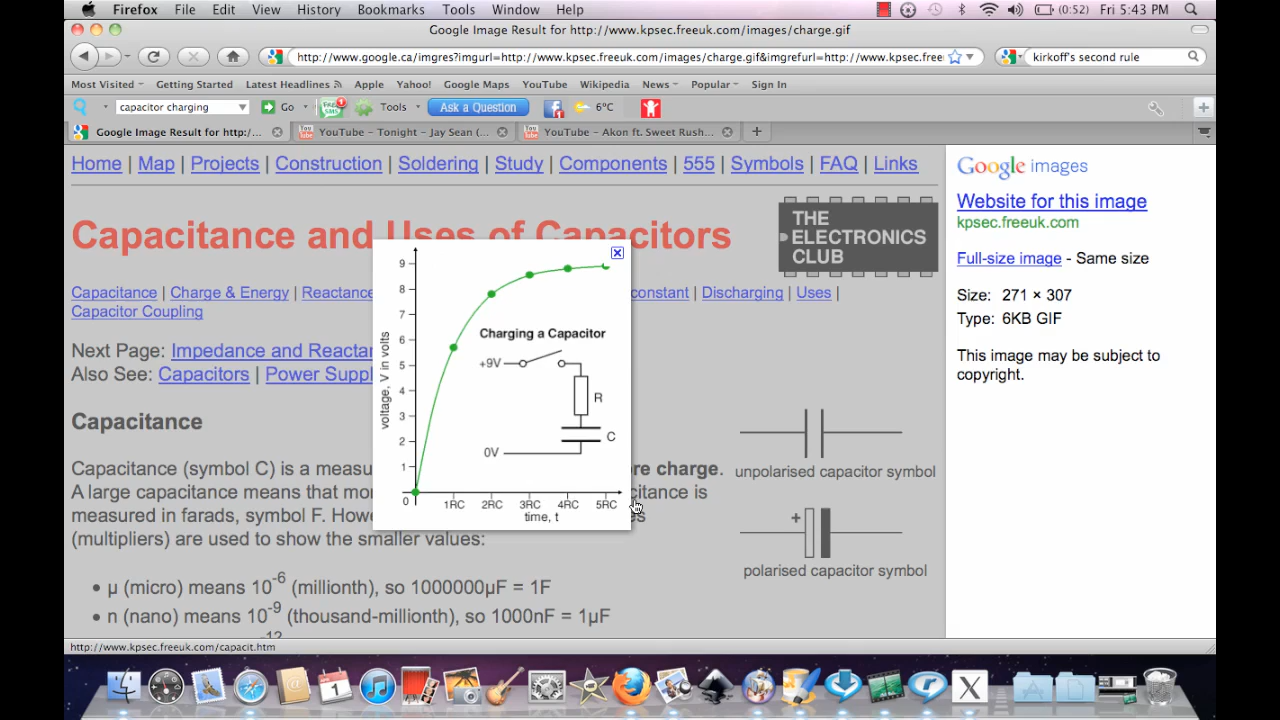 Firefox File Edit View History Bookmarks Tools Window Help (0:52) Fri 5:43 PM
Google Image Result for http://www.kpsec.freeuk.com/images/charge.gif
http://www.google.ca/imgres?imgurl=http://www.kpsec.freeuk.com/images/charge.gif&imgrefurl=http://www.kpsec.free kirkoff's second rule
Most Visited Getting Started Latest Headlines Apple Yahoo! Google Maps YouTube Wikipedia News Popular Sign In
capacitor charging Go FREE SMS 1 Tools Ask a Question 6°C
Google Image Result for http:/... YouTube - Tonight - Jay Sean (... YouTube - Akon ft. Sweet Rush...
Home | Map | Projects | Construction | Soldering | Study | Components | 555 | Symbols | FAQ | Links
Capacitance and Uses of Capacitors
THE
ELECTRONICS
CLUB
Capacitance | Charge & Energy | Reactance constant | Discharging | Uses |
Capacitor Coupling
Next Page: Impedance and Reactan
Also See: Capacitors | Power Suppl
Capacitance
Capacitance (symbol C) is a measu re charge.
A large capacitance means that mor citance is
measured in farads, symbol F. Howe es
(multipliers) are used to show the smaller values:
• µ (micro) means 10-6 (millionth), so 1000000µF = 1F
• n (nano) means 10-9 (thousand-millionth), so 1000nF = 1µF
-12
9
8
7
6
5
4
3
2
1
0
voltage, V in volts
Charging a Capacitor
+9V
R
C
0V
1RC 2RC 3RC 4RC 5RC
time, t
unpolarised capacitor symbol
+
polarised capacitor symbol
Google images
Website for this image
kpsec.freeuk.com
Full-size image - Same size
Size: 271 × 307
Type: 6KB GIF
This image may be subject to
copyright.
http://www.kpsec.freeuk.com/capacit.htm
1
X